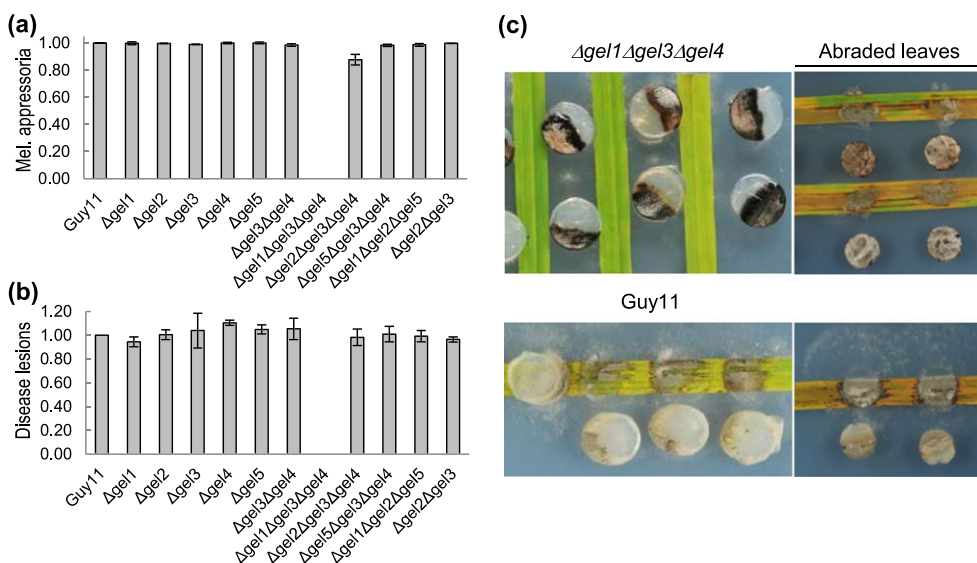 (a)
Mel. appressoria
1.00
0.80
0.60
0.40
0.20
0.00
Guy11
Δgel1
Δgel2
Δgel3
Δgel4
Δgel5
Δgel3Δgel4
Δgel1Δgel3Δgel4
Δgel2Δgel3Δgel4
Δgel5Δgel3Δgel4
Δgel1Δgel2Δgel5
Δgel2Δgel3
(b)
Disease lesions
1.20
1.00
0.80
0.60
0.40
0.20
0.00
Guy11
Δgel1
Δgel2
Δgel3
Δgel4
Δgel5
Δgel3Δgel4
Δgel1Δgel3Δgel4
Δgel2Δgel3Δgel4
Δgel5Δgel3Δgel4
Δgel1Δgel2Δgel5
Δgel2Δgel3
(c)
Δgel1Δgel3Δgel4
Abraded leaves
Guy11